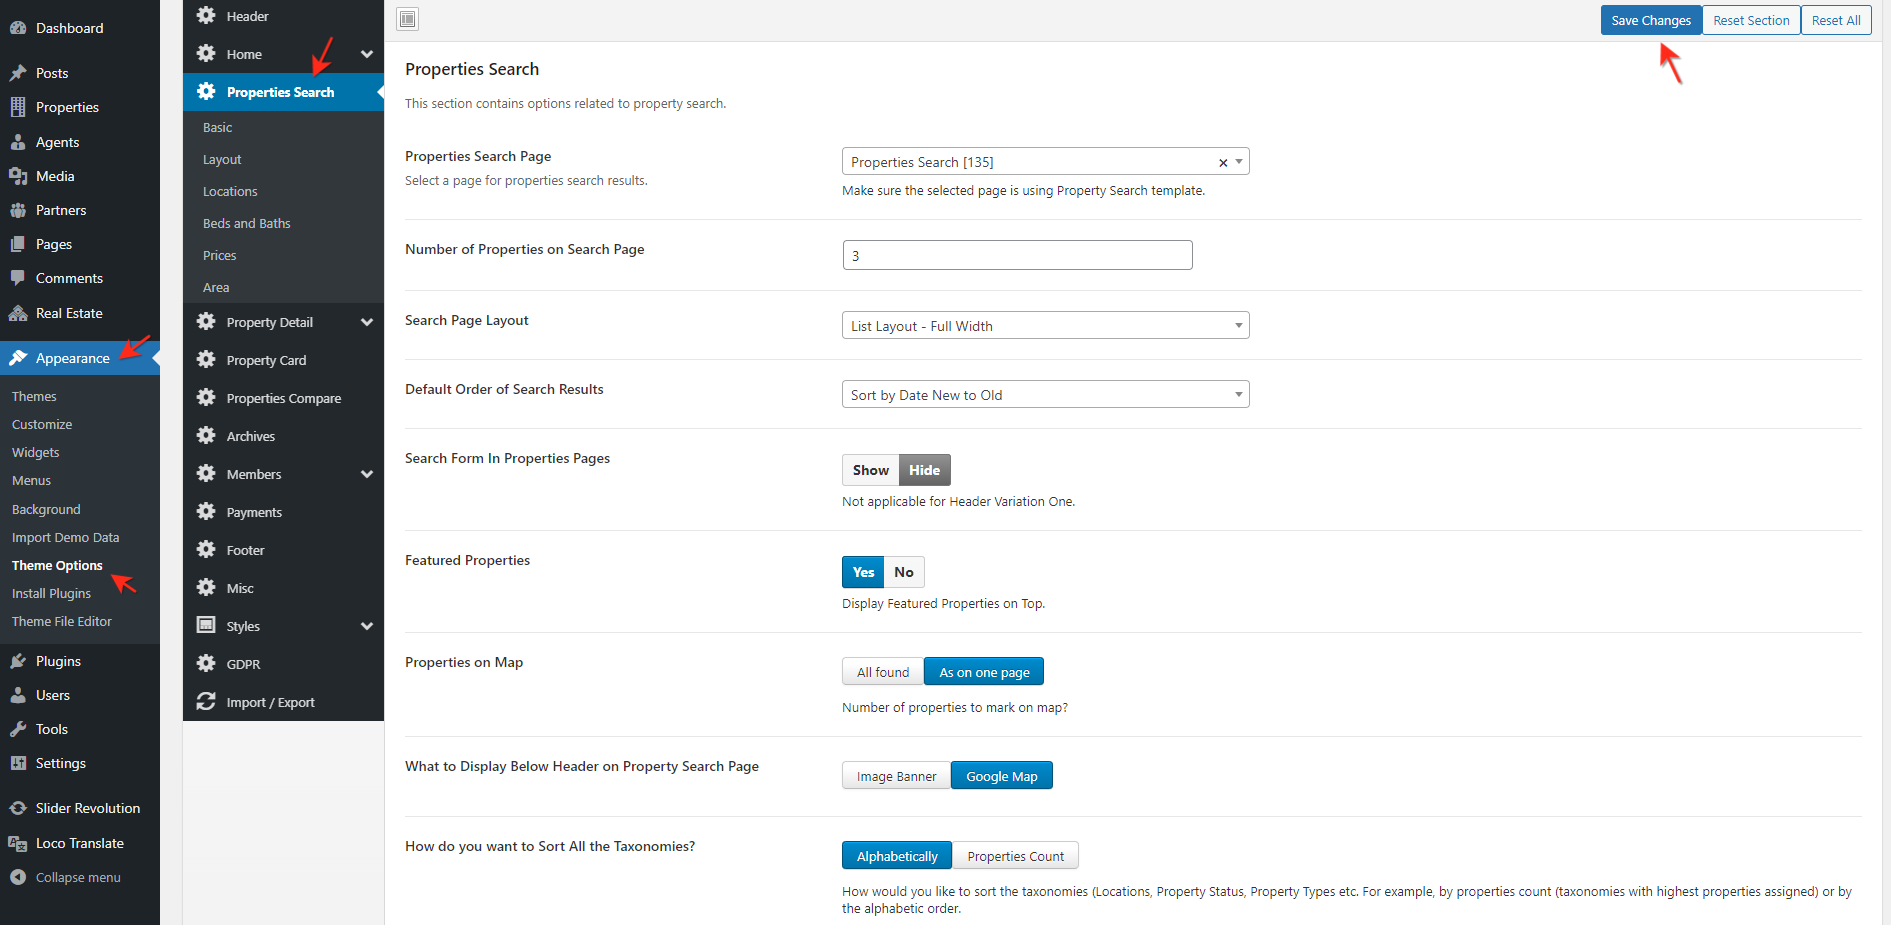 Dashboard
Posts
Properties
Agents
Media
Partners
Pages
Comments
Real Estate
Appearance
Themes
Customize
Widgets
Menus
Background
Import Demo Data
Theme Options
Install Plugins
Theme File Editor
Plugins
Users
Tools
Settings
Slider Revolution
Loco Translate
Collapse menu
Header
Home
Properties Search
Basic
Layout
Locations
Beds and Baths
Prices
Area
Property Detail
Property Card
Properties Compare
Archives
Members
Payments
Footer
Misc
Styles
GDPR
Import / Export
Save Changes
Reset Section
Reset All
Properties Search
This section contains options related to property search.
Properties Search Page
Select a page for properties search results.
Properties Search [135]
Make sure the selected page is using Property Search template.
Number of Properties on Search Page
3
Search Page Layout
List Layout - Full Width
Default Order of Search Results
Sort by Date New to Old
Search Form In Properties Pages
Show Hide
Not applicable for Header Variation One.
Featured Properties
Yes No
Display Featured Properties on Top.
Properties on Map
All found As on one page
Number of properties to mark on map?
What to Display Below Header on Property Search Page
Image Banner Google Map
How do you want to Sort All the Taxonomies?
Alphabetically Properties Count
How would you like to sort the taxonomies (Locations, Property Status, Property Types etc. For example, by properties count (taxonomies with highest properties assigned) or by
the alphabetic order.